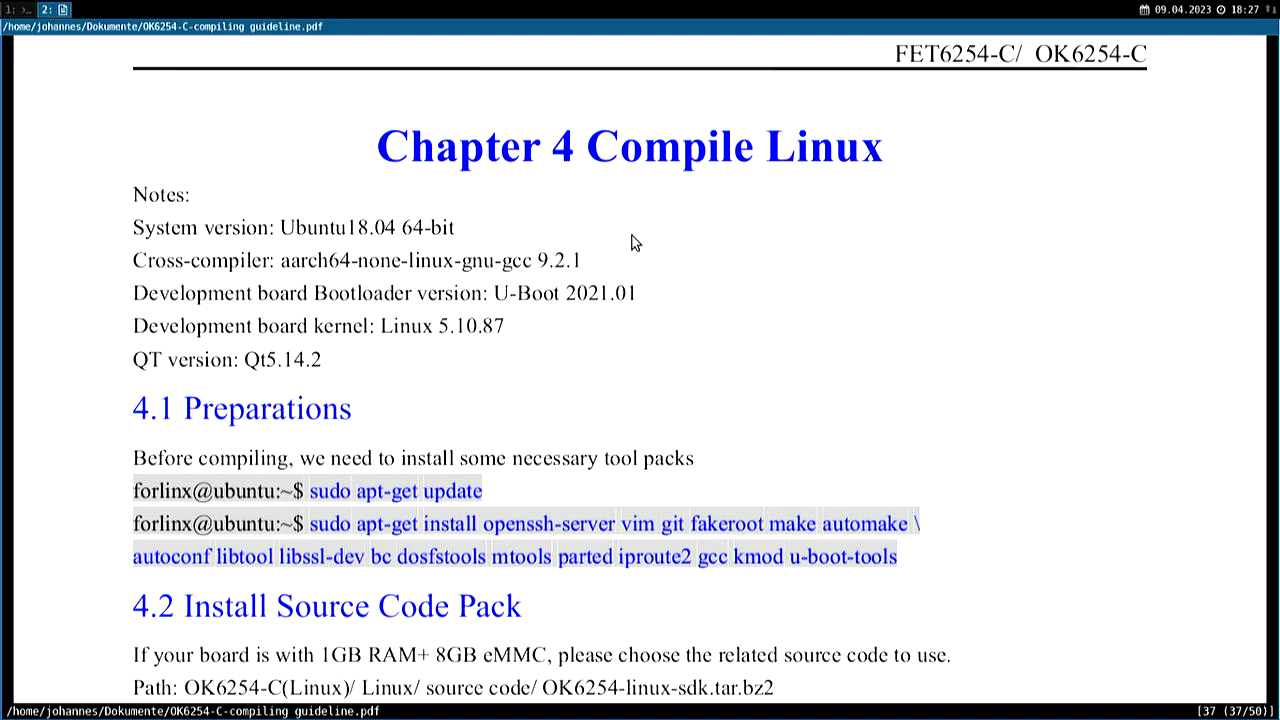 1: >_ 2: 09.04.2023 18:27
/home/johannes/Dokumente/OK6254-C-compiling guideline.pdf
FET6254-C/ OK6254-C
Chapter 4 Compile Linux
Notes:
System version: Ubuntu18.04 64-bit
Cross-compiler: aarch64-none-linux-gnu-gcc 9.2.1
Development board Bootloader version: U-Boot 2021.01
Development board kernel: Linux 5.10.87
QT version: Qt5.14.2
4.1 Preparations
Before compiling, we need to install some necessary tool packs
forlinx@ubuntu:~$ sudo apt-get update
forlinx@ubuntu:~$ sudo apt-get install openssh-server vim git fakeroot make automake \
autoconf libtool libssl-dev bc dosfstools mtools parted iproute2 gcc kmod u-boot-tools
4.2 Install Source Code Pack
If your board is with 1GB RAM+ 8GB eMMC, please choose the related source code to use.
Path: OK6254-C(Linux)/ Linux/ source code/ OK6254-linux-sdk.tar.bz2
/home/johannes/Dokumente/OK6254-C-compiling guideline.pdf [37 (37/50)]